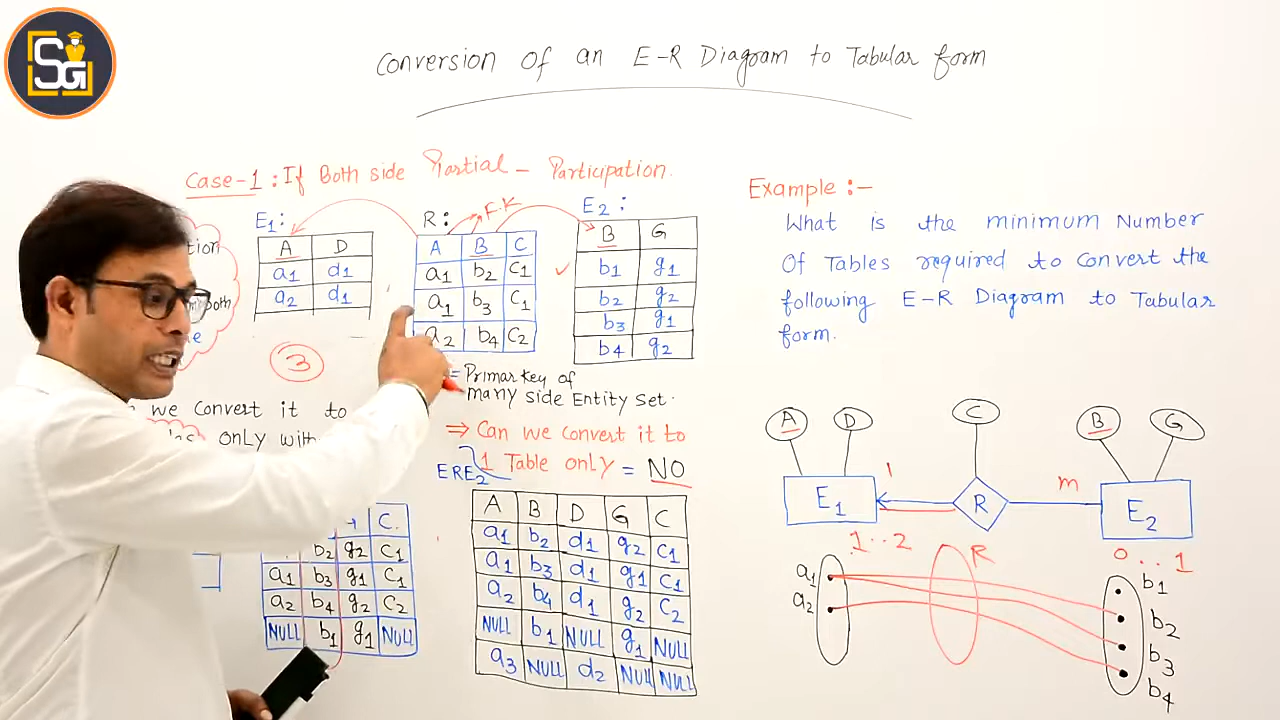 SG
Conversion of an E-R Diagram to Tabular form
Case-1 : If Both side Partial - Participation.
E1:
A D
a1 d1
a2 d1
R:
F.K
A B C
a1 b2 C1
a1 b3 C1
a2 b4 C2
E2 :
B G
b1 g1
b2 g2
b3 g1
b4 g2
3
= Primarkey of
many side Entity Set.
we Convert it to
only with
⇒ Can we convert it to
1 Table only = NO
ERE2
C
b2 g2 C1
a1 b3 g1 C1
a2 b4 g2 C2
NULL b1 g1 NULL
A B D G C
a1 b2 d1 g2 C1
a1 b3 d1 g1 C1
a2 b4 d1 g2 C2
NULL b1 NULL g1 NULL
a3 NULL d2 NULL NULL
Example :-
What is the minimum Number
Of Tables required to Convert the
following E-R Diagram to Tabular
form.
A D C B G
E1 1 R m E2
1..2 R 0...1
a1
a2
b1
b2
b3
b4